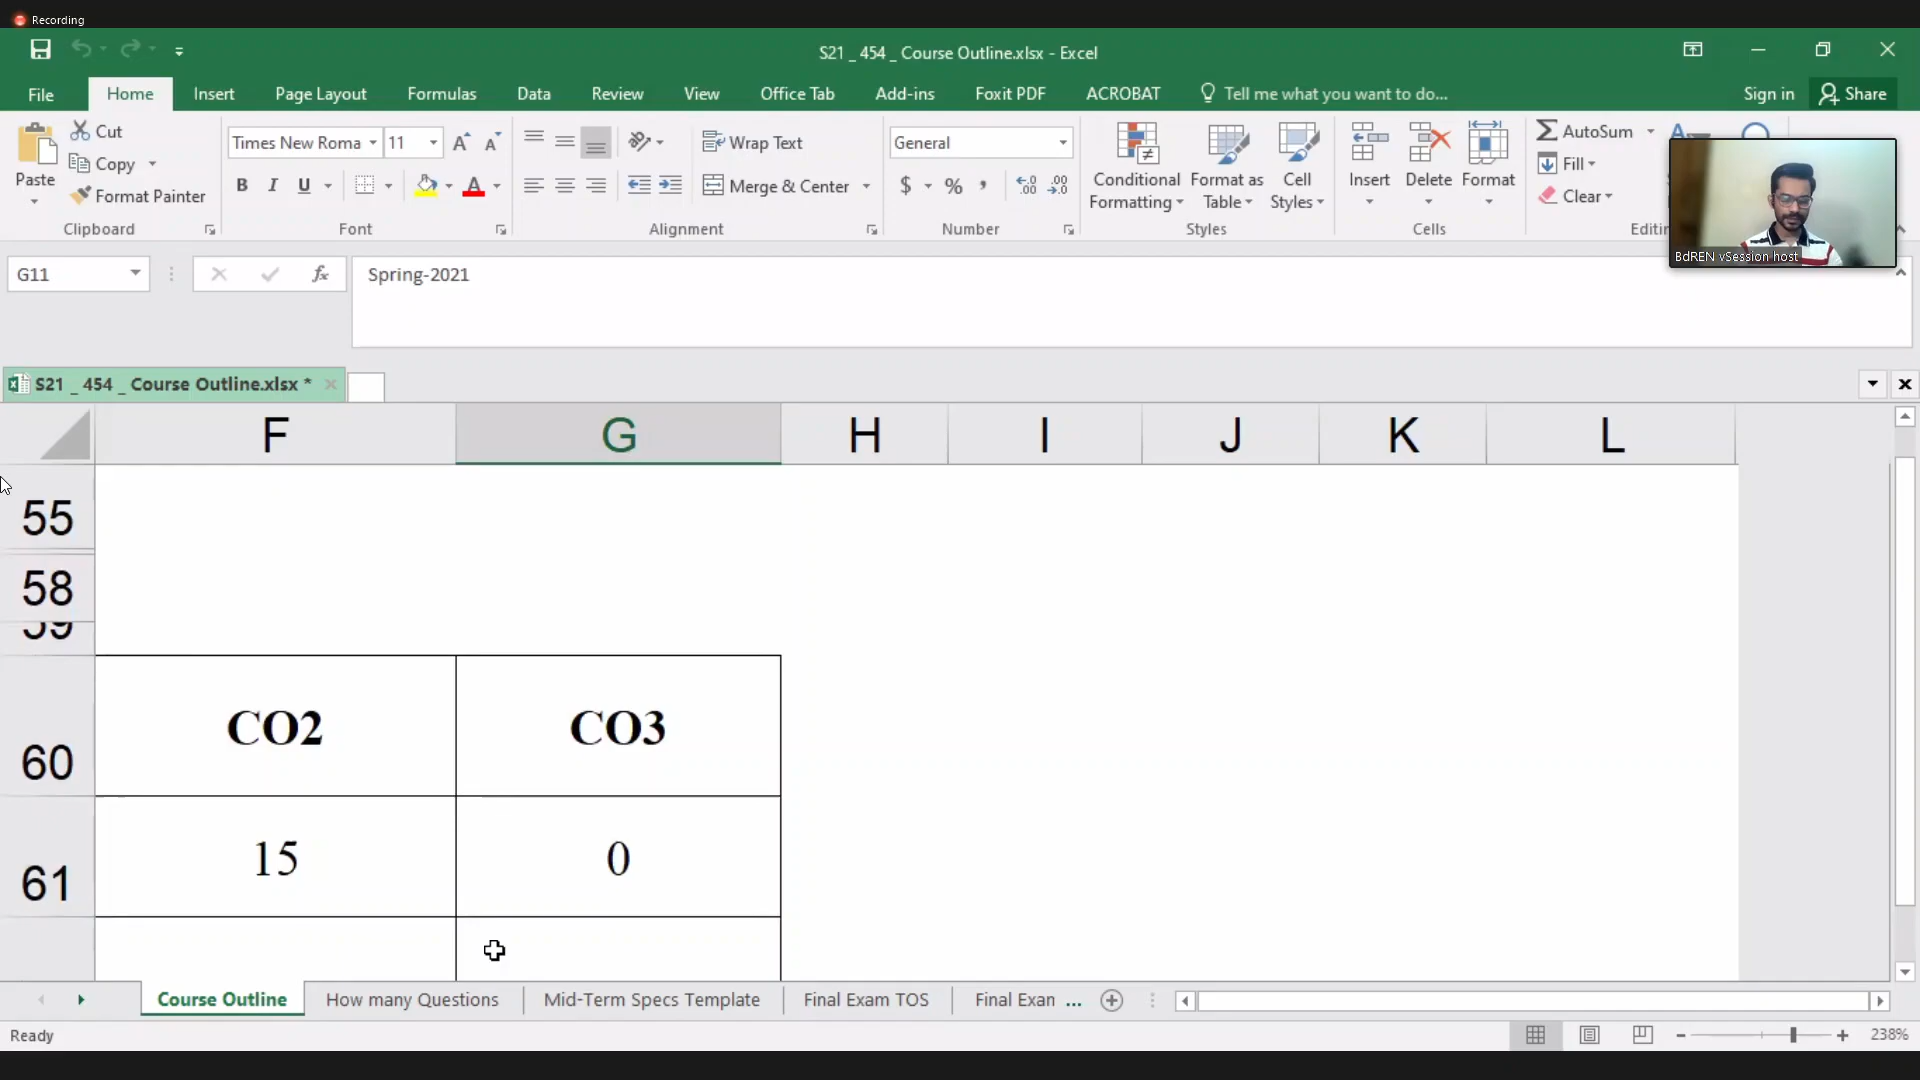 Recording
S21 _ 454 _ Course Outline.xlsx - Excel
File Home Insert Page Layout Formulas Data Review View Office Tab Add-ins Foxit PDF ACROBAT Tell me what you want to do... Sign in Share
Paste Cut Copy Format Painter
Clipboard
Times New Roma 11
B I U A
Font
Wrap Text
Merge & Center
Alignment
General
$ % ,
Number
Conditional Formatting
Format as Table
Cell Styles
Styles
Insert Delete Format
Cells
AutoSum
Fill
Clear
BdREN vSession host
G11 fx Spring-2021
S21 _ 454 _ Course Outline.xlsx *
F G H I J K L
55
58
59
60 CO2 CO3
61 15 0
Course Outline How many Questions Mid-Term Specs Template Final Exam TOS Final Exan ...
Ready 238%